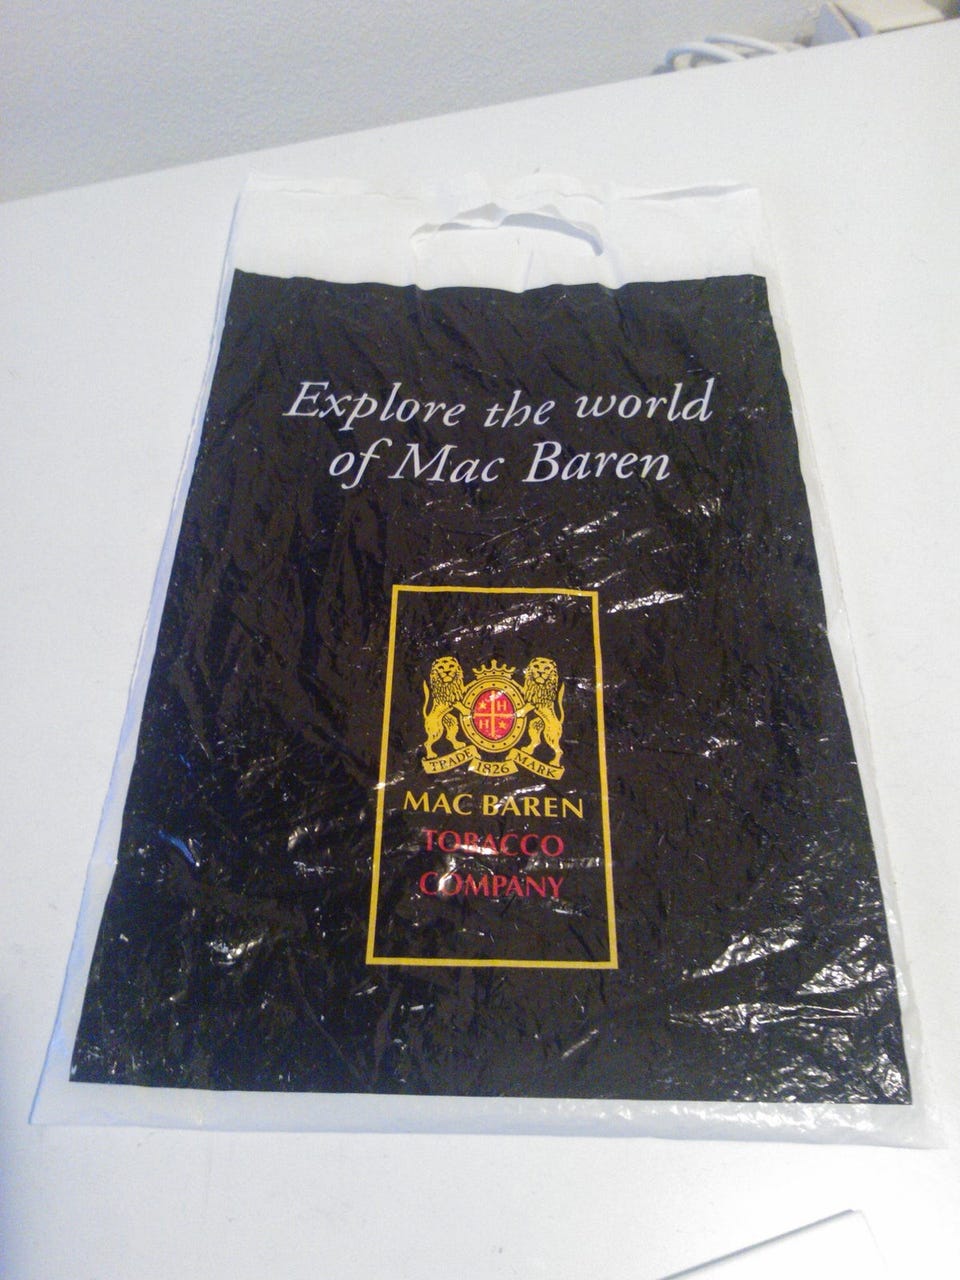 Explore the world
of Mac Baren
H
H
TRADE 1826 MARK
MAC BAREN
TOBACCO
COMPANY